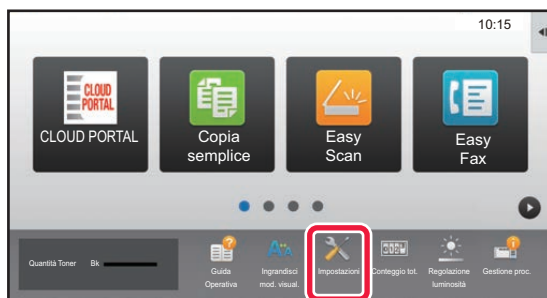 10:15
CLOUD
PORTAL
CLOUD PORTAL
Copia
semplice
Easy
Scan
Easy
Fax
Quantità Toner Bk
Guida
Operativa
Ingrandisci
mod. visual.
Impostazioni
Conteggio tot.
Regolazione
luminosità
Gestione proc.